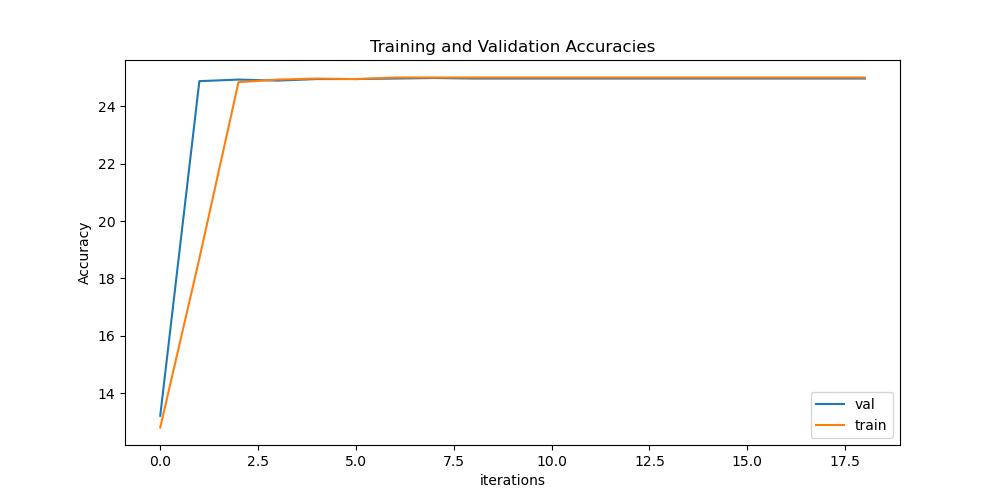 Training and Validation Accuracies
Accuracy
24
22
20
18
16
14
0.0 2.5 5.0 7.5 10.0 12.5 15.0 17.5
iterations
val
train